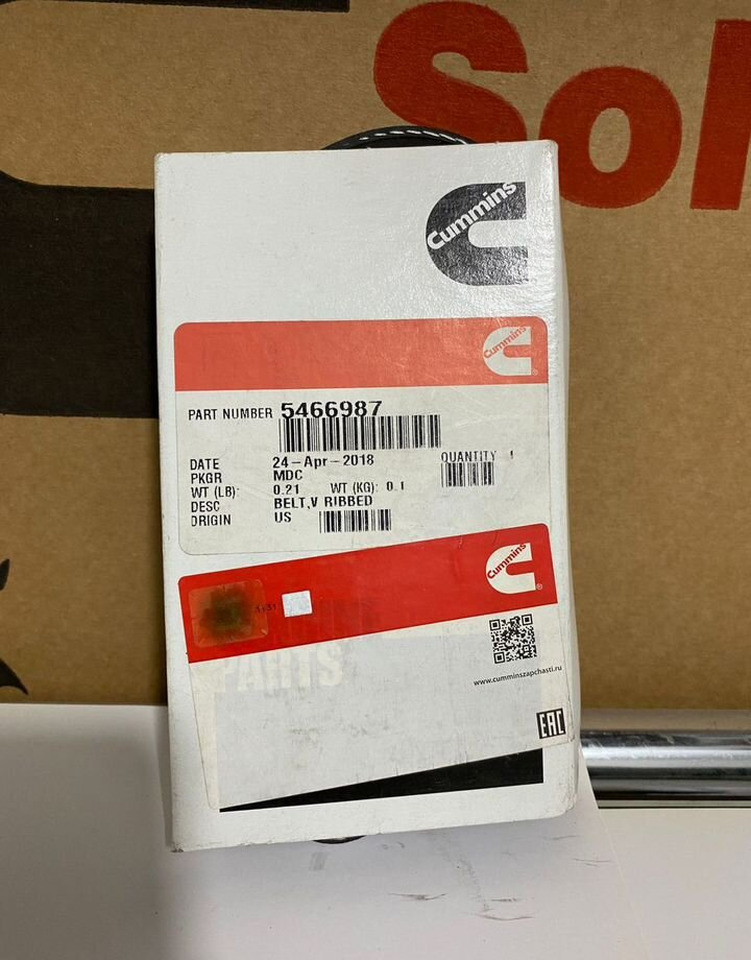 Sol
Cummins
Cummins
PART NUMBER 5466987
DATE 24-Apr-2018 QUANTITY 1
PKGR MDC
WT (LB): 0.21 WT (KG): 0.1
DESC BELT,V RIBBED
ORIGIN US
Cummins
PARTS
www.cumminszapchasti.ru
EAC